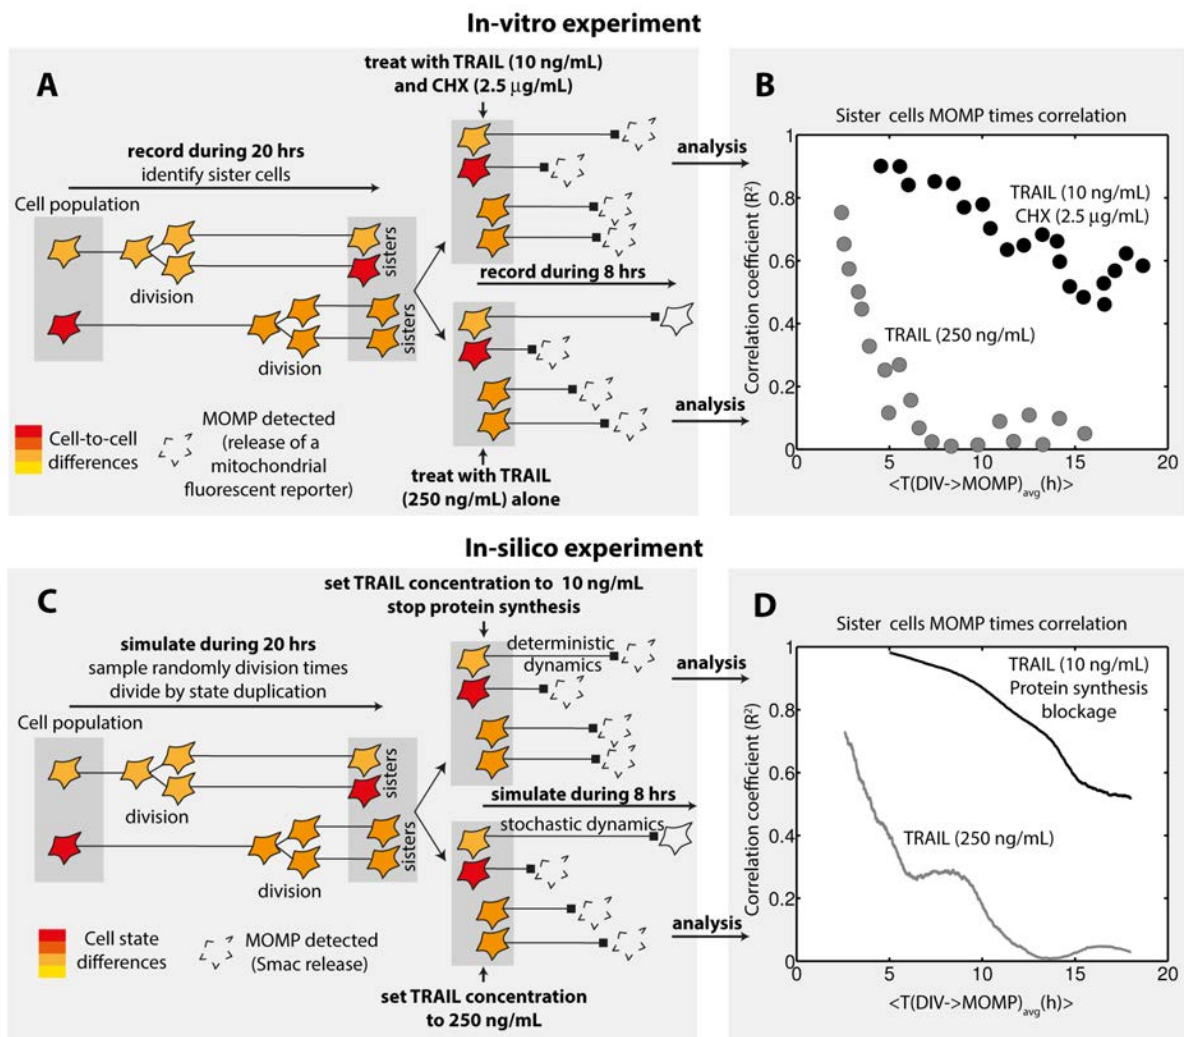 In-vitro experiment
A
treat with TRAIL (10 ng/mL)
and CHX (2.5 μg/mL)
record during 20 hrs
identify sister cells
Cell population
division
sisters
division
sisters
record during 8 hrs
analysis
analysis
Cell-to-cell
differences
MOMP detected
(release of a
mitochondrial
fluorescent reporter)
treat with TRAIL
(250 ng/mL) alone
B
Sister cells MOMP times correlation
Correlation coefficient (R²)
1
0.8
0.6
0.4
0.2
0
TRAIL (10 ng/mL)
CHX (2.5 μg/mL)
TRAIL (250 ng/mL)
0 5 10 15 20
<T(DIV->MOMP)avg(h)>
In-silico experiment
C
set TRAIL concentration to 10 ng/mL
stop protein synthesis
simulate during 20 hrs
sample randomly division times
divide by state duplication
Cell population
division
sisters
division
sisters
deterministic
dynamics
simulate during 8 hrs
stochastic dynamics
analysis
analysis
Cell state
differences
MOMP detected
(Smac release)
set TRAIL concentration
to 250 ng/mL
D
Sister cells MOMP times correlation
Correlation coefficient (R²)
1
0.8
0.6
0.4
0.2
0
TRAIL (10 ng/mL)
Protein synthesis
blockage
TRAIL (250 ng/mL)
0 5 10 15 20
<T(DIV->MOMP)avg(h)>